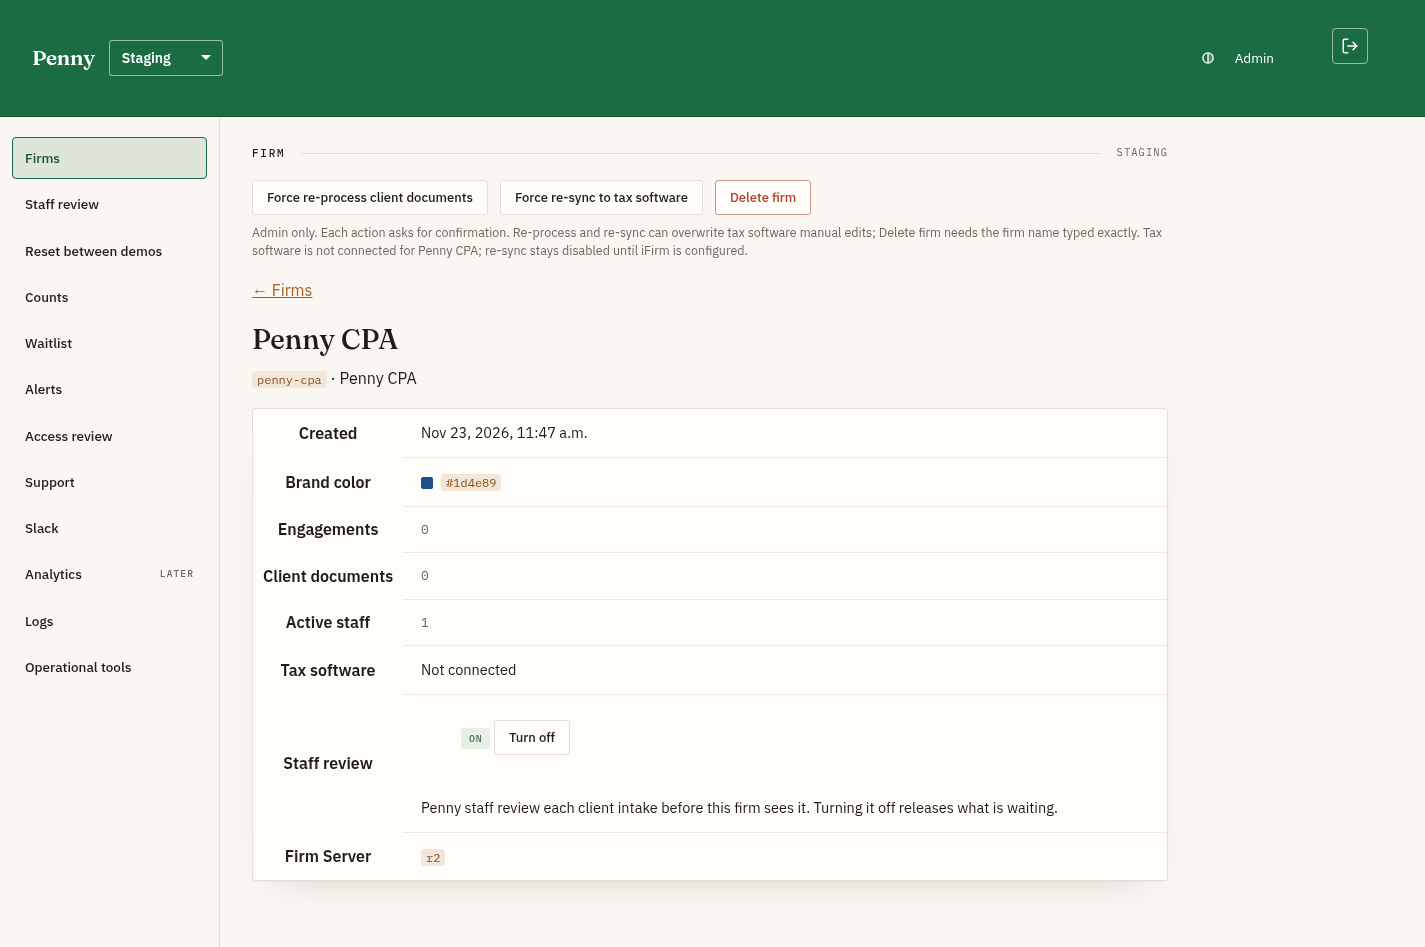 Penny
Staging
Admin
Firms
Staff review
Reset between demos
Counts
Waitlist
Alerts
Access review
Support
Slack
Analytics LATER
Logs
Operational tools
FIRM
STAGING
Force re-process client documents
Force re-sync to tax software
Delete firm
Admin only. Each action asks for confirmation. Re-process and re-sync can overwrite tax software manual edits; Delete firm needs the firm name typed exactly. Tax
software is not connected for Penny CPA; re-sync stays disabled until iFirm is configured.
← Firms
Penny CPA
penny-cpa · Penny CPA
Created Nov 23, 2026, 11:47 a.m.
Brand color #1d4e89
Engagements 0
Client documents 0
Active staff 1
Tax software Not connected
Staff review ON Turn off
Penny staff review each client intake before this firm sees it. Turning it off releases what is waiting.
Firm Server r2